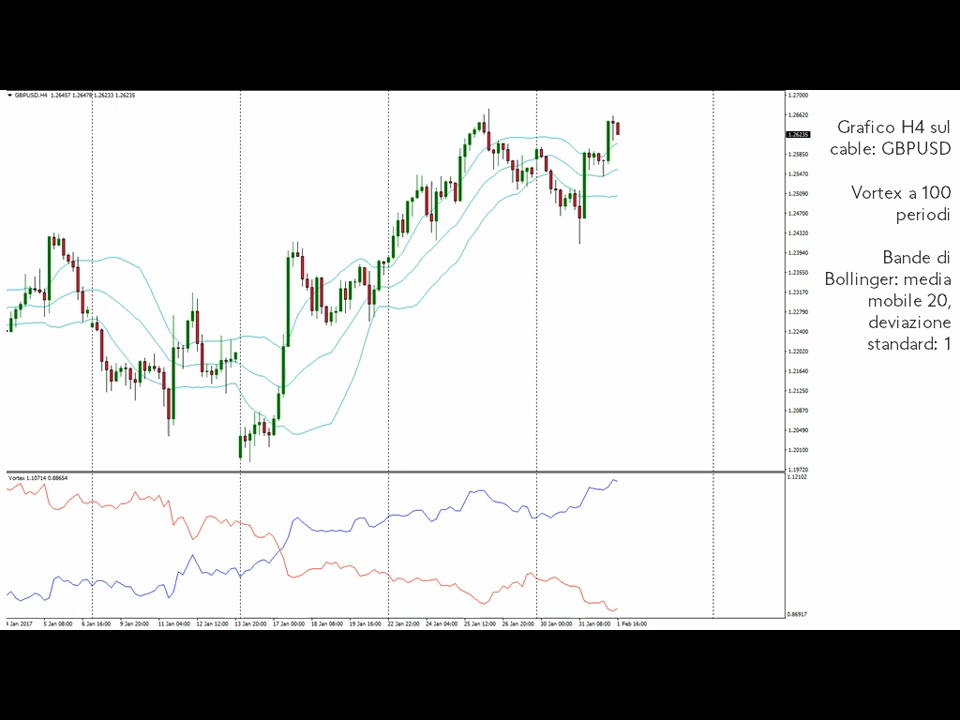 GBPUSD,H4 1.26457 1.26478 1.26233 1.26235
1.27000
1.26620
1.26235
1.25850
1.25470
1.25090
1.24700
1.24320
1.23940
1.23550
1.23170
1.22790
1.22400
1.22020
1.21640
1.21250
1.20870
1.20490
1.20100
1.19720
Grafico H4 sul
cable: GBPUSD
Vortex a 100
periodi
Bande di
Bollinger: media
mobile 20,
deviazione
standard: 1
Vortex 1.10714 0.88654
1.12102
0.86917
4 Jan 2017 5 Jan 08:00 6 Jan 16:00 9 Jan 20:00 11 Jan 04:00 12 Jan 12:00 13 Jan 20:00 17 Jan 00:00 18 Jan 08:00 19 Jan 16:00 22 Jan 22:00 24 Jan 04:00 25 Jan 12:00 26 Jan 20:00 30 Jan 00:00 31 Jan 08:00 1 Feb 16:00